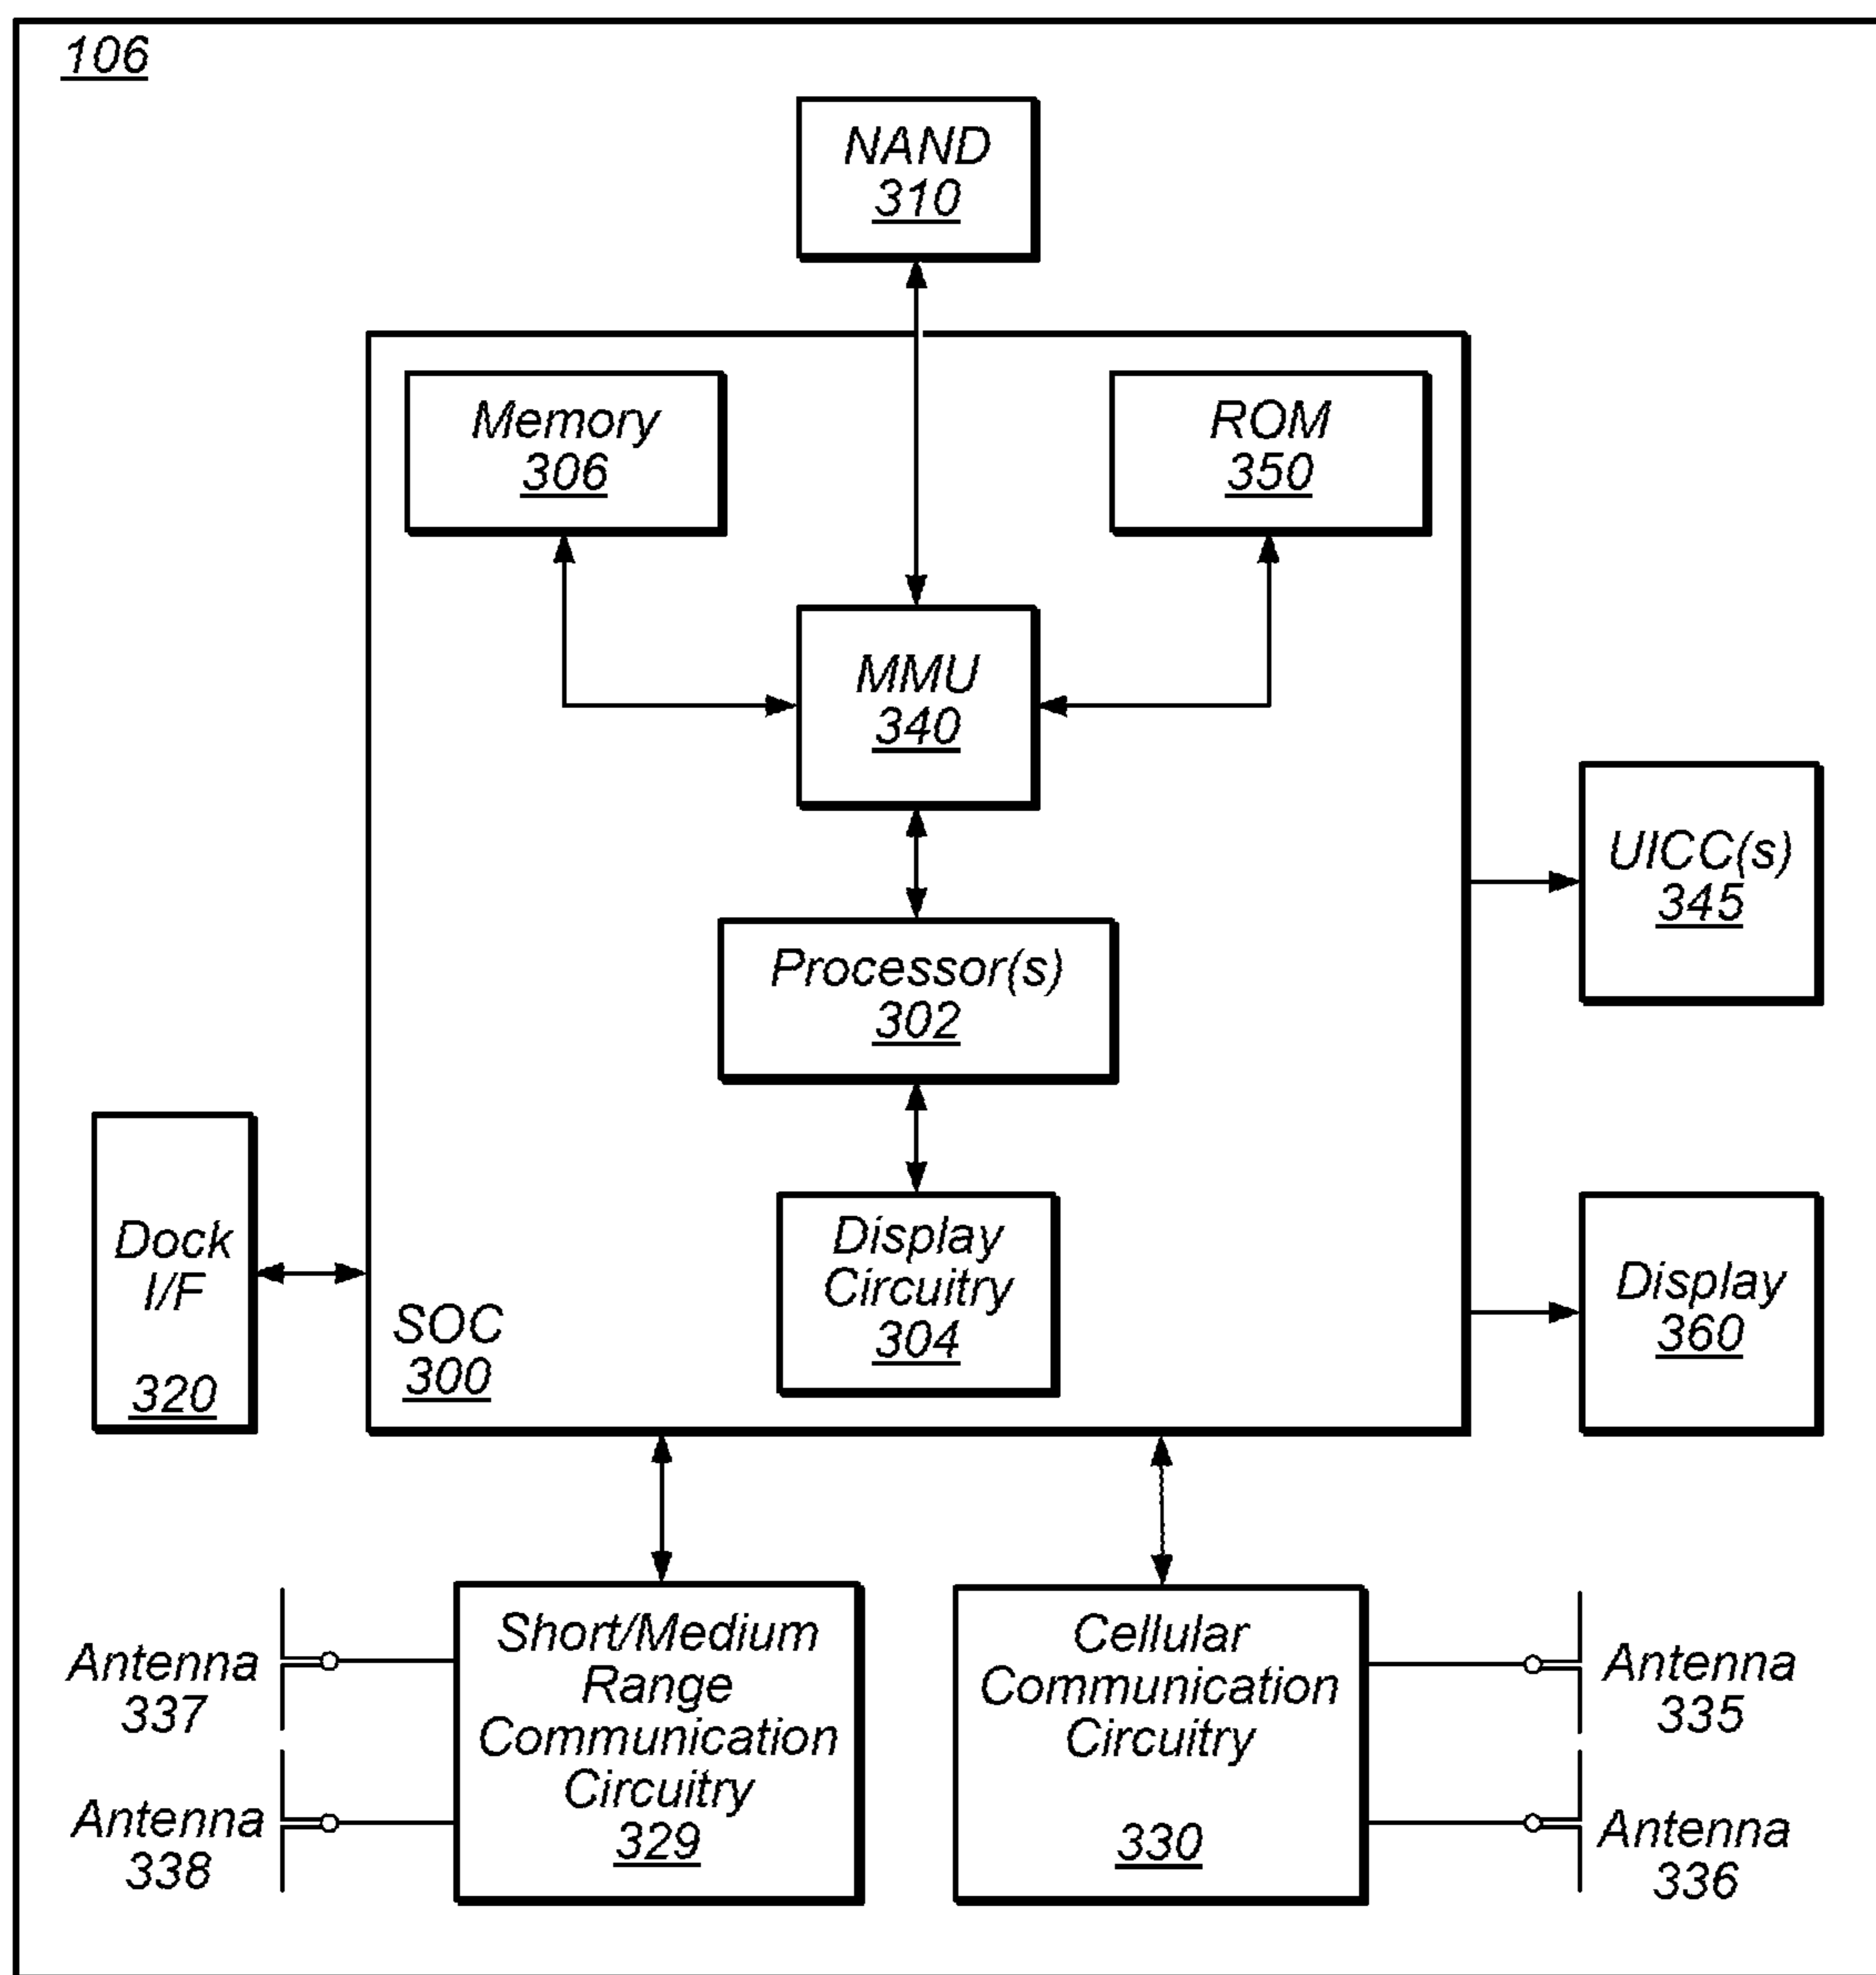 106
NAND
310
Memory
306
ROM
350
MMU
340
UICC(s)
345
Processor(s)
302
Dock
I/F
320
Display
Circuitry
304
SOC
300
Display
360
Short/Medium
Range
Communication
Circuitry
329
Cellular
Communication
Circuitry
330
Antenna
337
Antenna
338
Antenna
335
Antenna
336